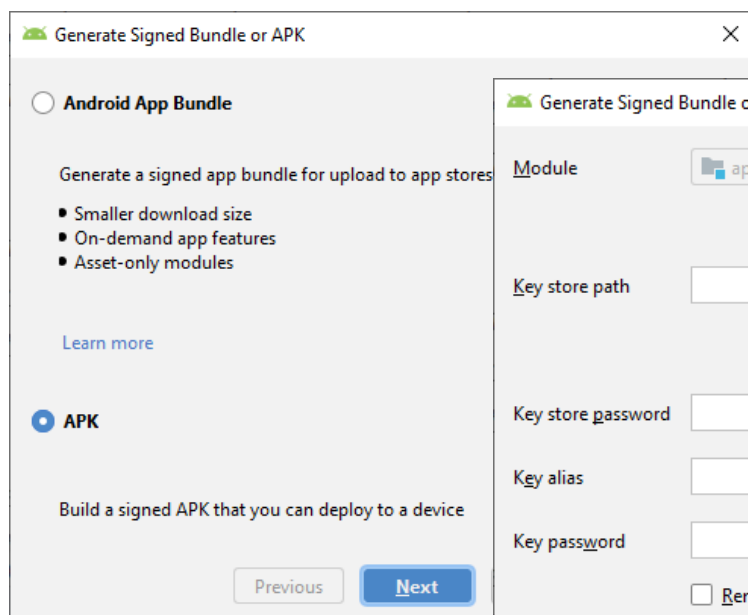 Generate Signed Bundle or APK
Android App Bundle
Generate a signed app bundle for upload to app stores
• Smaller download size
• On-demand app features
• Asset-only modules
Learn more
APK
Build a signed APK that you can deploy to a device
Previous
Next
Generate Signed Bundle
Module
Key store path
Key store password
Key alias
Key password